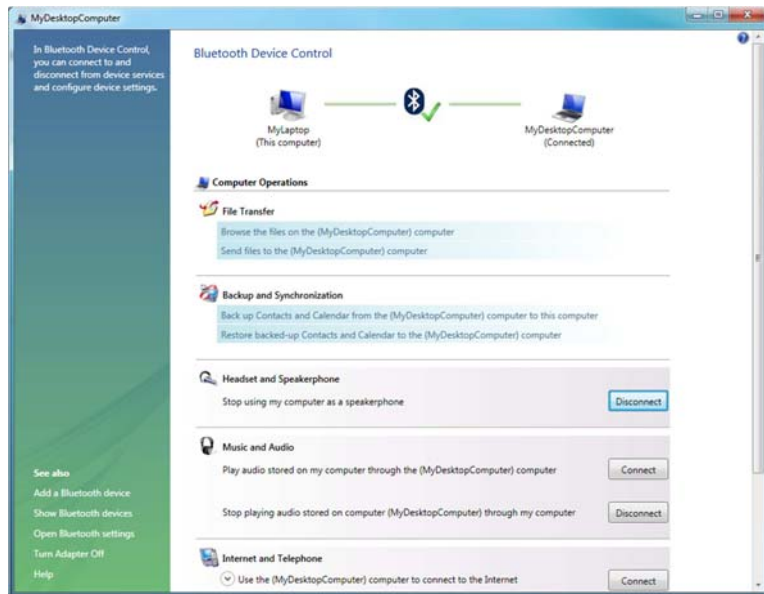 MyDesktopComputer
In Bluetooth Device Control,
you can connect to and
disconnect from device services
and configure device settings.
Bluetooth Device Control
MyLaptop
(This computer)
MyDesktopComputer
(Connected)
Computer Operations
File Transfer
Browse the files on the (MyDesktopComputer) computer
Send files to the (MyDesktopComputer) computer
Backup and Synchronization
Back up Contacts and Calendar from the (MyDesktopComputer) computer to this computer
Restore backed-up Contacts and Calendar to the (MyDesktopComputer) computer
Headset and Speakerphone
Stop using my computer as a speakerphone Disconnect
Music and Audio
Play audio stored on my computer through the (MyDesktopComputer) computer Connect
Stop playing audio stored on computer (MyDesktopComputer) through my computer Disconnect
Internet and Telephone
Use the (MyDesktopComputer) computer to connect to the Internet Connect
See also
Add a Bluetooth device
Show Bluetooth devices
Open Bluetooth settings
Turn Adapter Off
Help